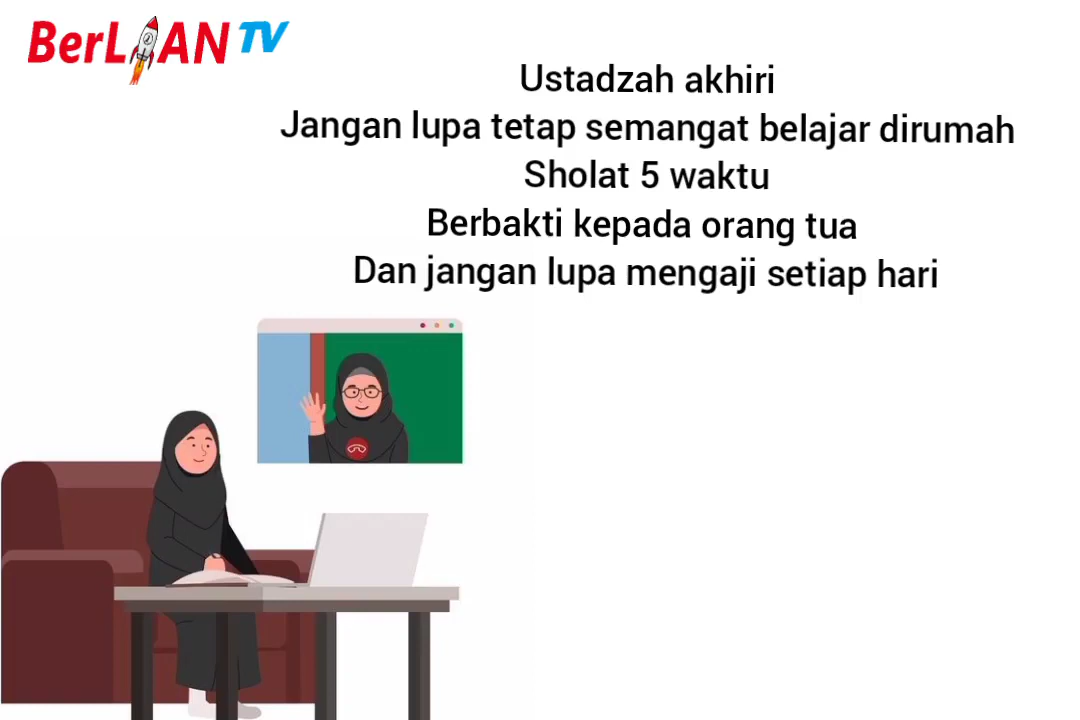 BerLIAN TV
Ustadzah akhiri
Jangan lupa tetap semangat belajar dirumah
Sholat 5 waktu
Berbakti kepada orang tua
Dan jangan lupa mengaji setiap hari